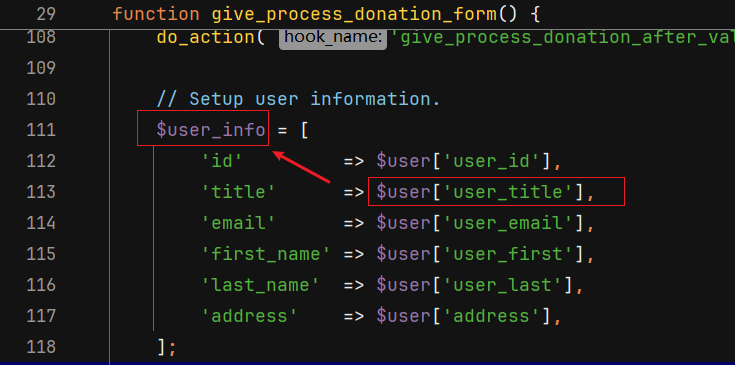 29 function give_process_donation_form() {
108 do_action( hook_name: 'give_process_donation_after_val
109
110 // Setup user information.
111 $user_info = [
112 'id' => $user['user_id'],
113 'title' => $user['user_title'],
114 'email' => $user['user_email'],
115 'first_name' => $user['user_first'],
116 'last_name' => $user['user_last'],
117 'address' => $user['address'],
118 ];